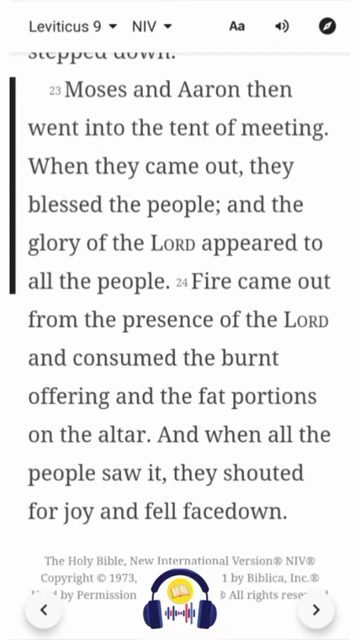 Leviticus 9 NIV Aa
stepped down.
23 Moses and Aaron then
went into the tent of meeting.
When they came out, they
blessed the people; and the
glory of the LORD appeared to
all the people. 24 Fire came out
from the presence of the LORD
and consumed the burnt
offering and the fat portions
on the altar. And when all the
people saw it, they shouted
for joy and fell facedown.
The Holy Bible, New International Version® NIV®
Copyright © 1973, 1 by Biblica, Inc.®
by Permission ® All rights